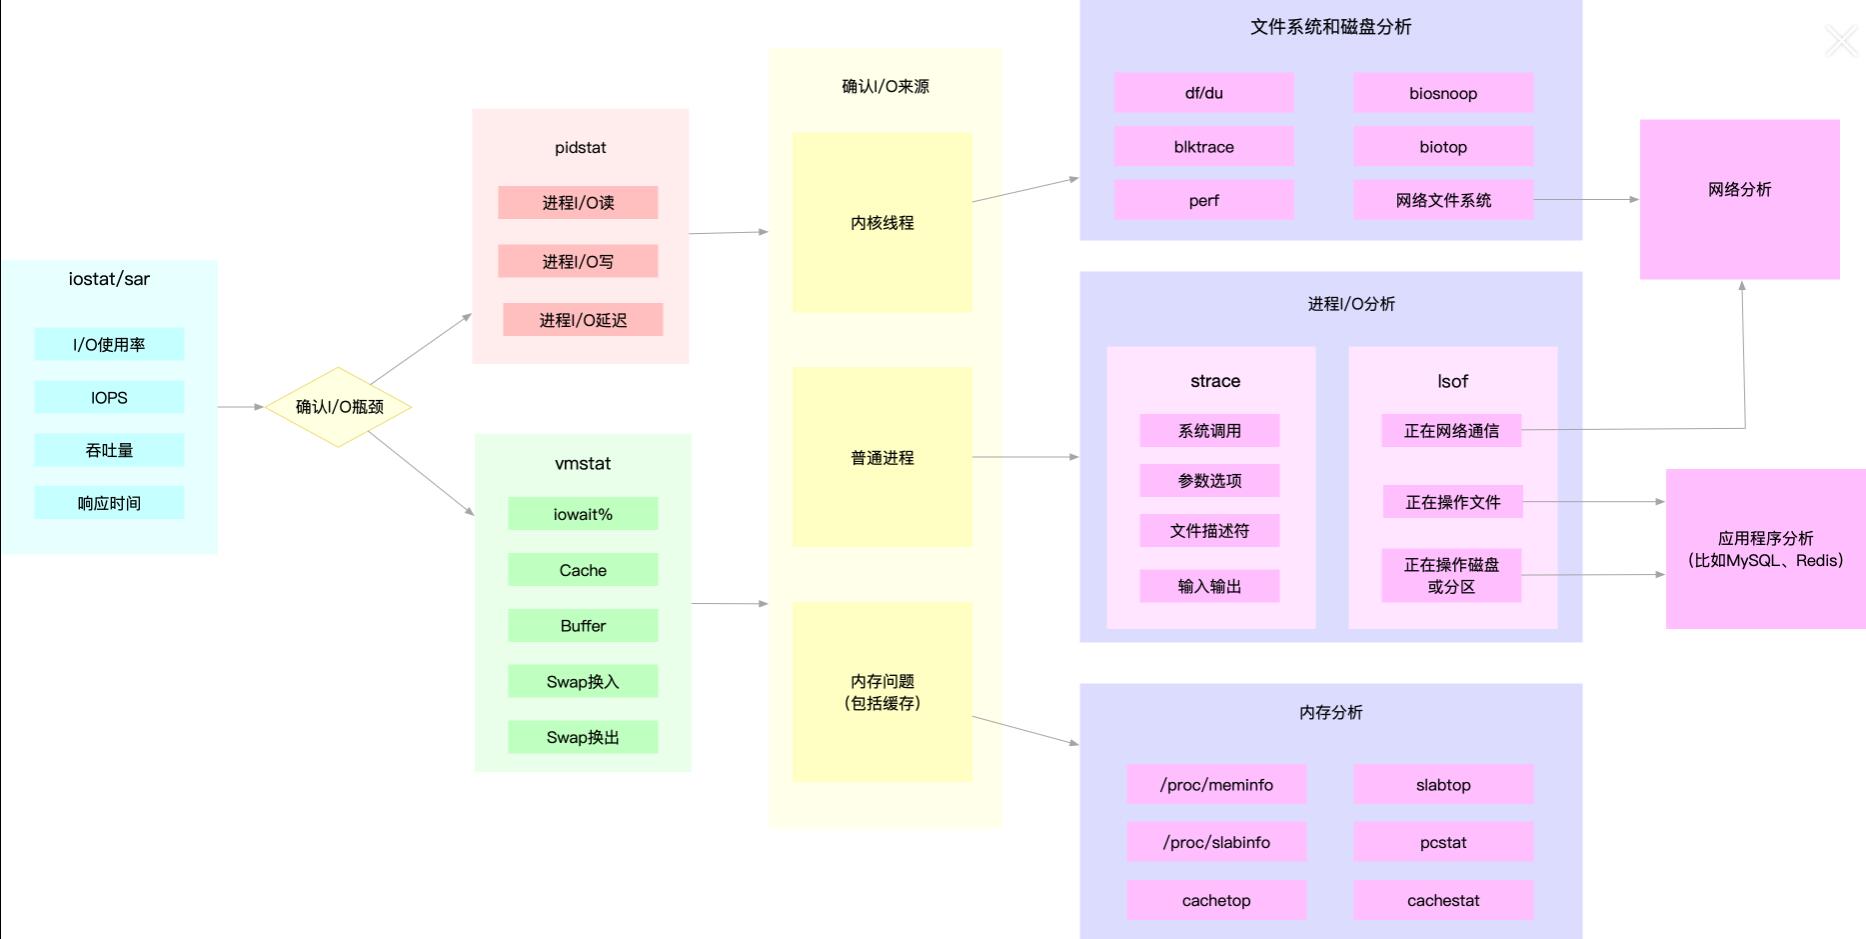 iostat/sar
I/O使用率
IOPS
吞吐量
响应时间
确认I/O瓶颈
pidstat
进程I/O读
进程I/O写
进程I/O延迟
vmstat
iowait%
Cache
Buffer
Swap换入
Swap换出
确认I/O来源
内核线程
普通进程
内存问题
（包括缓存）
文件系统和磁盘分析
df/du
biosnoop
blktrace
biotop
perf
网络文件系统
进程I/O分析
strace
系统调用
参数选项
文件描述符
输入输出
lsof
正在网络通信
正在操作文件
正在操作磁盘
或分区
内存分析
/proc/meminfo
slabtop
/proc/slabinfo
pcstat
cachetop
cachestat
网络分析
应用程序分析
（比如MySQL、Redis）